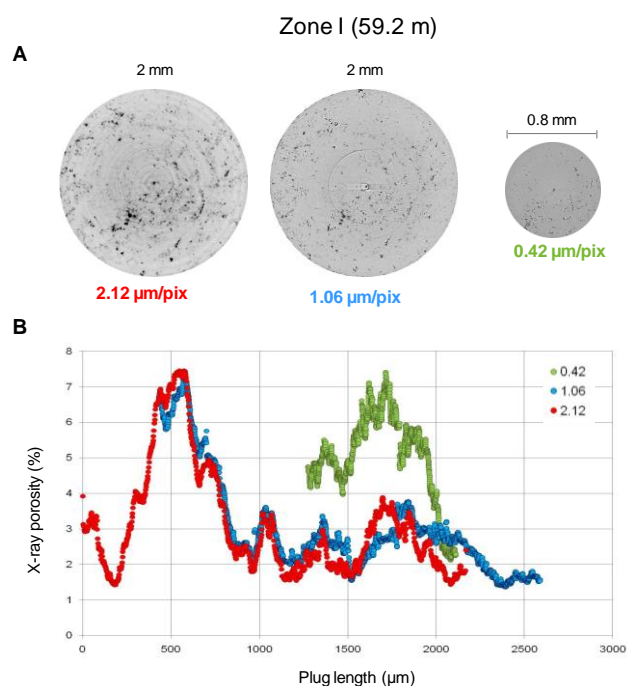 Zone I (59.2 m)
A
2 mm
2 mm
0.8 mm
2.12 µm/pix
1.06 µm/pix
0.42 µm/pix
B
8
7
6
5
4
3
2
1
0
X-ray porosity (%)
0.42
1.06
2.12
0
500
1000
1500
2000
2500
3000
Plug length (µm)